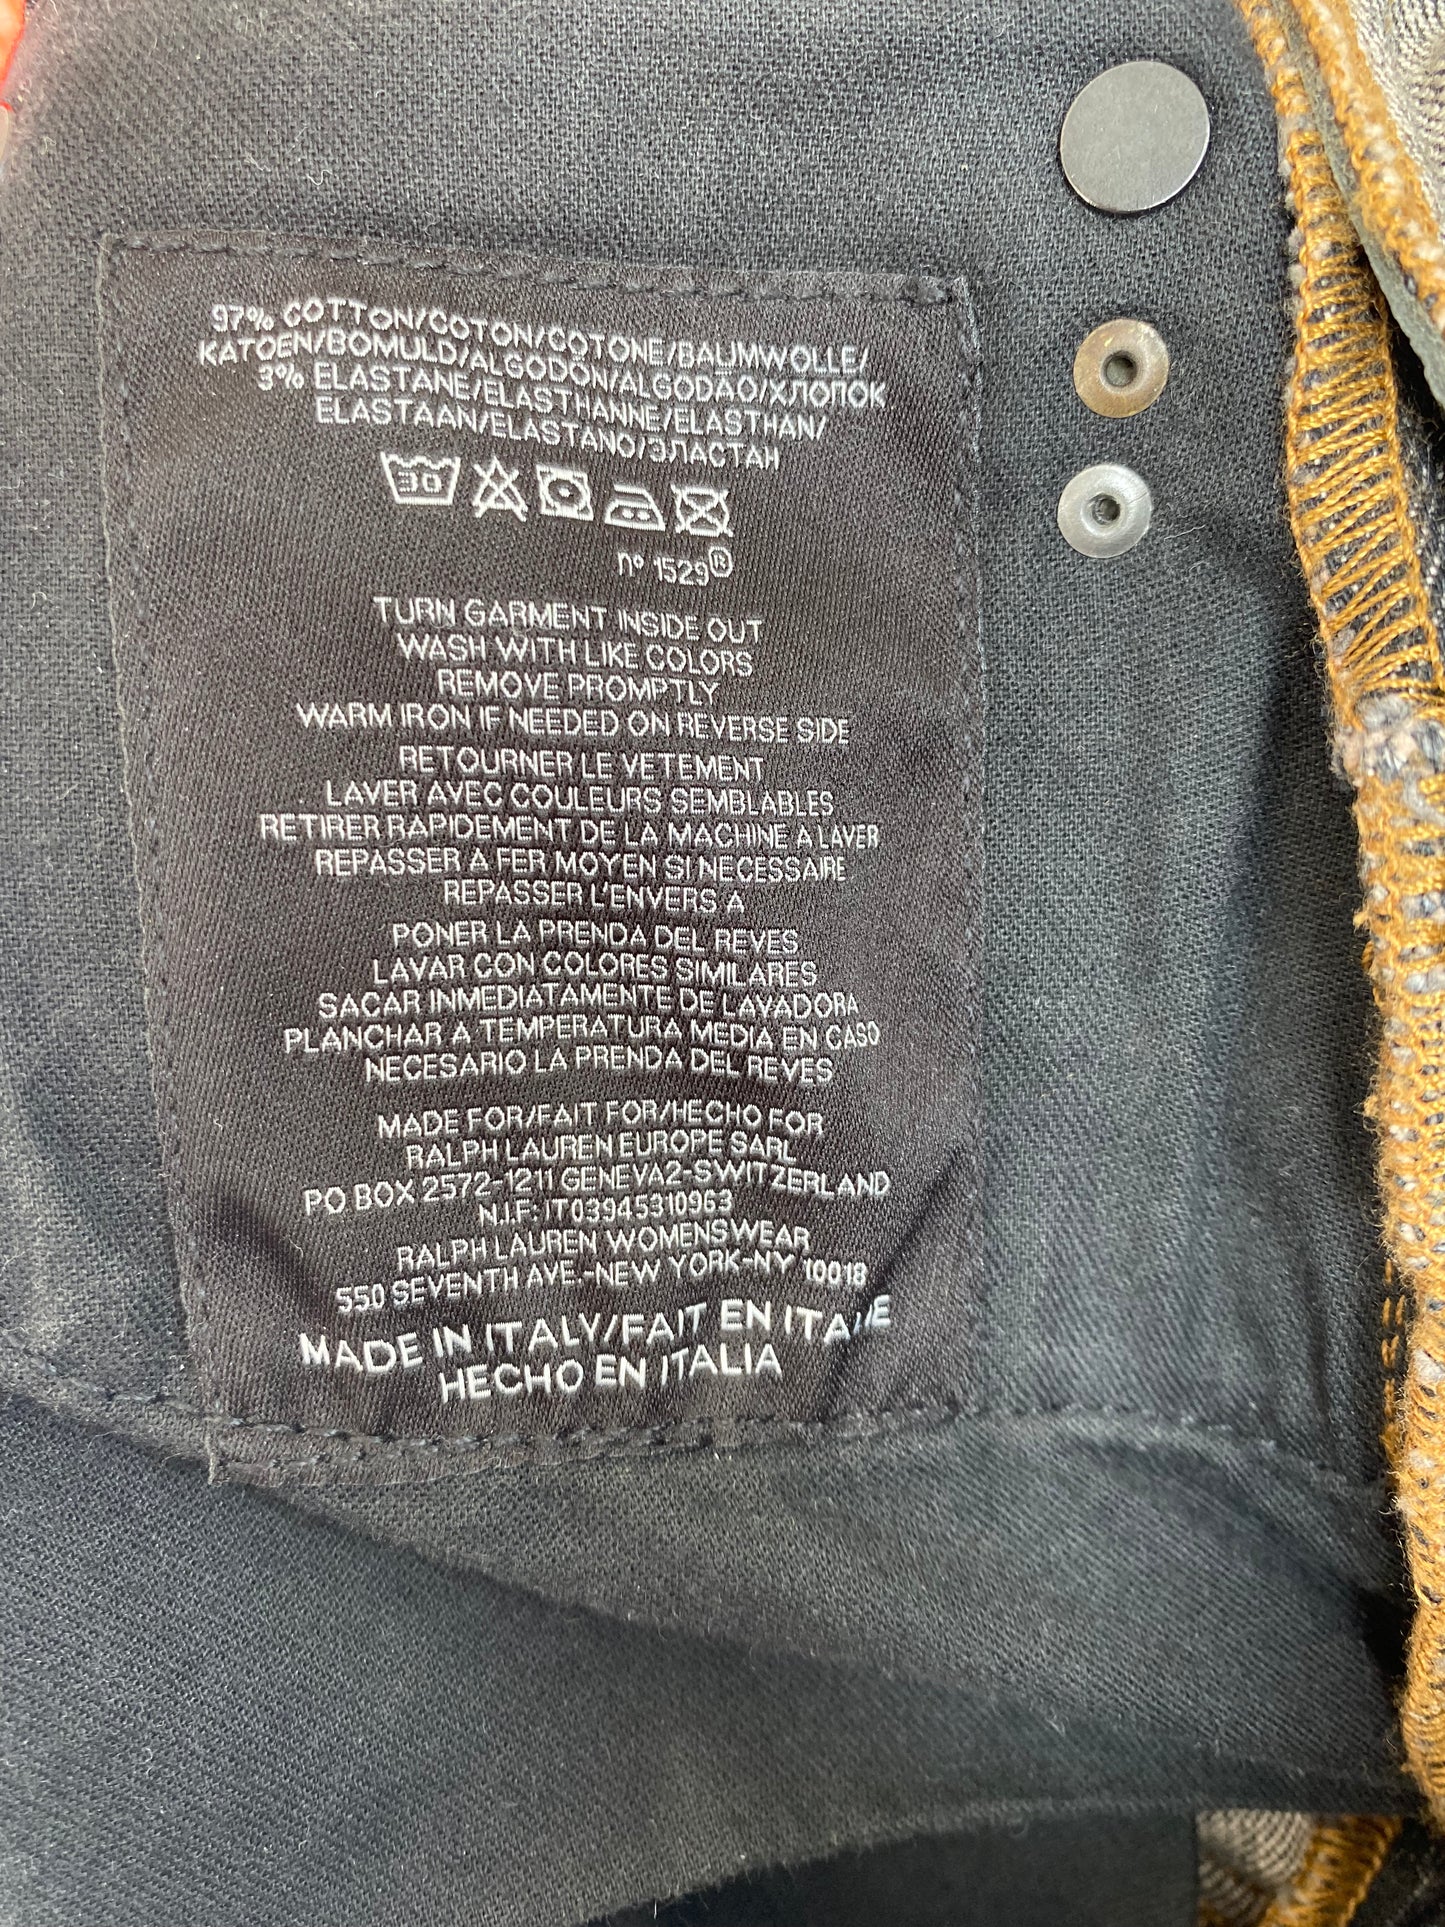 97% COTTON/COTON/COTONE/BAUMWOLLE/
KATOEN/BOMULD/ALGODÓN/ALGODÃO/ХЛОПОК
3% ELASTANE/ELASTHANNE/ELASTHAN/
ELASTAAN/ELASTANO/ЭЛАСТАН
30
nº 1529®
TURN GARMENT INSIDE OUT
WASH WITH LIKE COLORS
REMOVE PROMPTLY
WARM IRON IF NEEDED ON REVERSE SIDE
RETOURNER LE VETEMENT
LAVER AVEC COULEURS SEMBLABLES
RETIRER RAPIDEMENT DE LA MACHINE A LAVER
REPASSER A FER MOYEN SI NECESSAIRE
REPASSER L'ENVERS A
PONER LA PRENDA DEL REVES
LAVAR CON COLORES SIMILARES
SACAR INMEDIATAMENTE DE LAVADORA
PLANCHAR A TEMPERATURA MEDIA EN CASO
NECESARIO LA PRENDA DEL REVES
MADE FOR/FAIT FOR/HECHO FOR
RALPH LAUREN EUROPE SARL
PO BOX 2572-1211 GENEVA2-SWITZERLAND
N.I.F: IT03945310963
RALPH LAUREN WOMENSWEAR
550 SEVENTH AVE.-NEW YORK-NY 10018
MADE IN ITALY/FAIT EN ITALIE
HECHO EN ITALIA